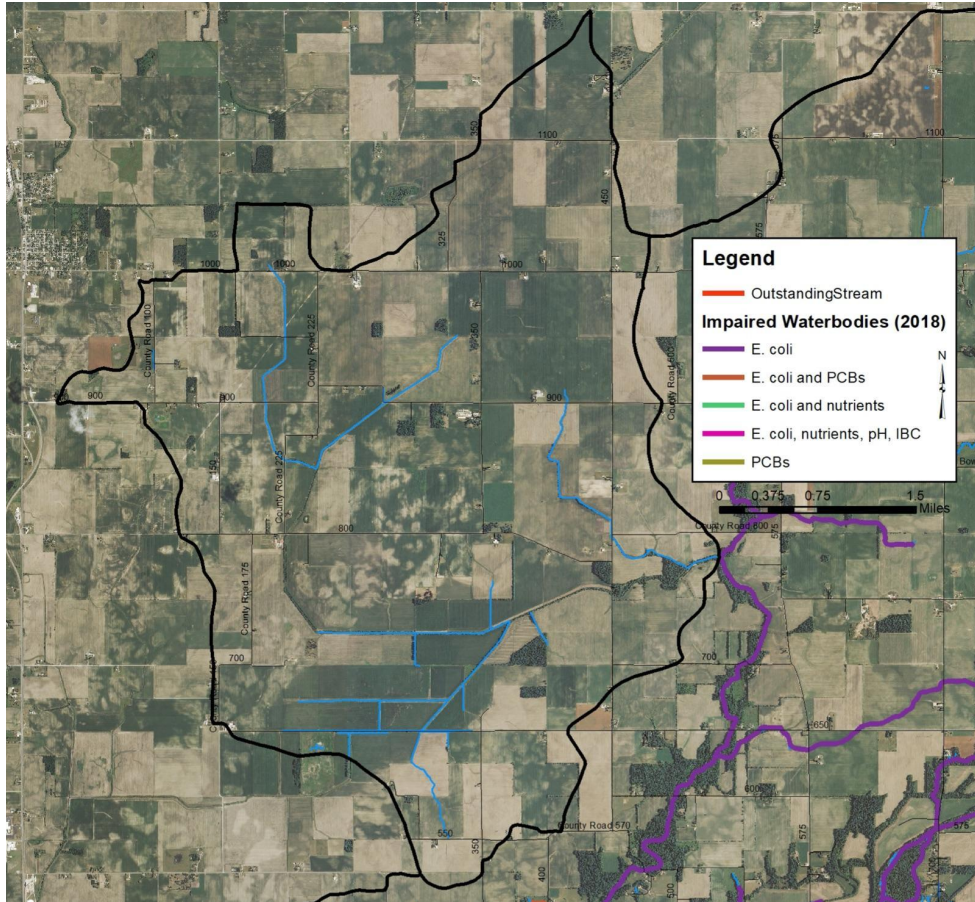 350
1100
575
1100
450
325
575
1000
1000
1000
Legend
OutstandingStream
Impaired Waterbodies (2018)
E. coli
E. coli and PCBs
E. coli and nutrients
E. coli, nutrients, pH, IBC
PCBs
N
0 0.375 0.75 1.5
Miles
County Road 100
County Road 225
350
County Road 500
900
900
County Road 225
150
800
County Road 800
575
County Road 175
700
700
650
600
575
575
550
County Road 570
350
400
500